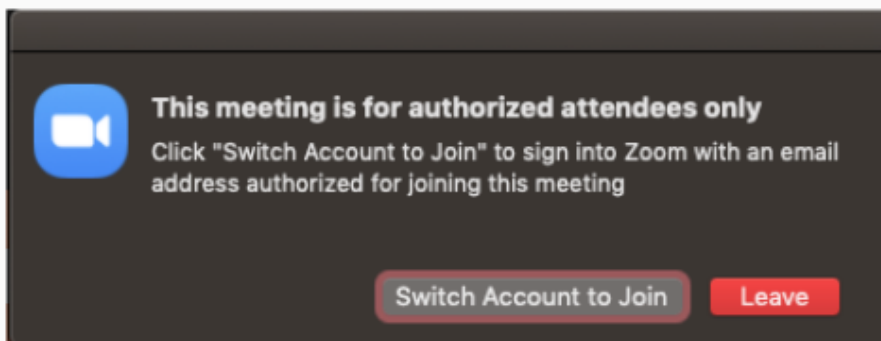 This meeting is for authorized attendees only
Click "Switch Account to Join" to sign into Zoom with an email
address authorized for joining this meeting
Switch Account to Join
Leave